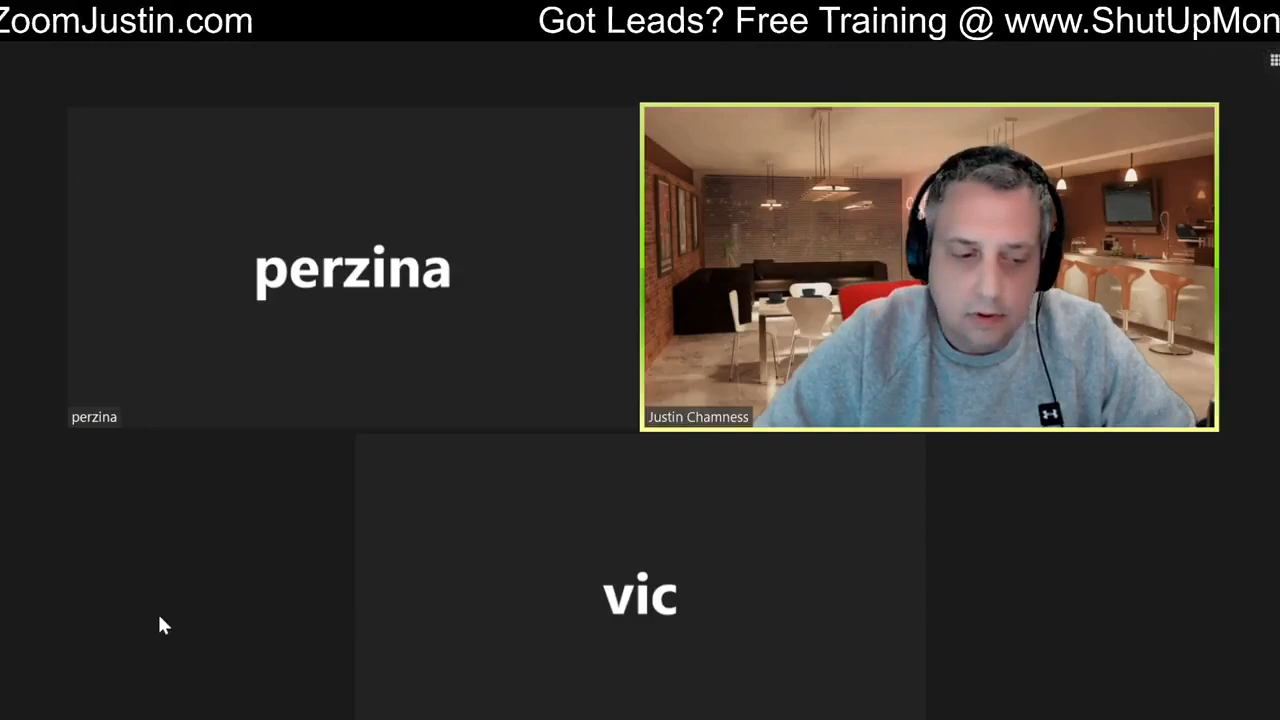 ZoomJustin.com
Got Leads? Free Training @ www.ShutUpMon
perzina
perzina
Justin Chamness
vic